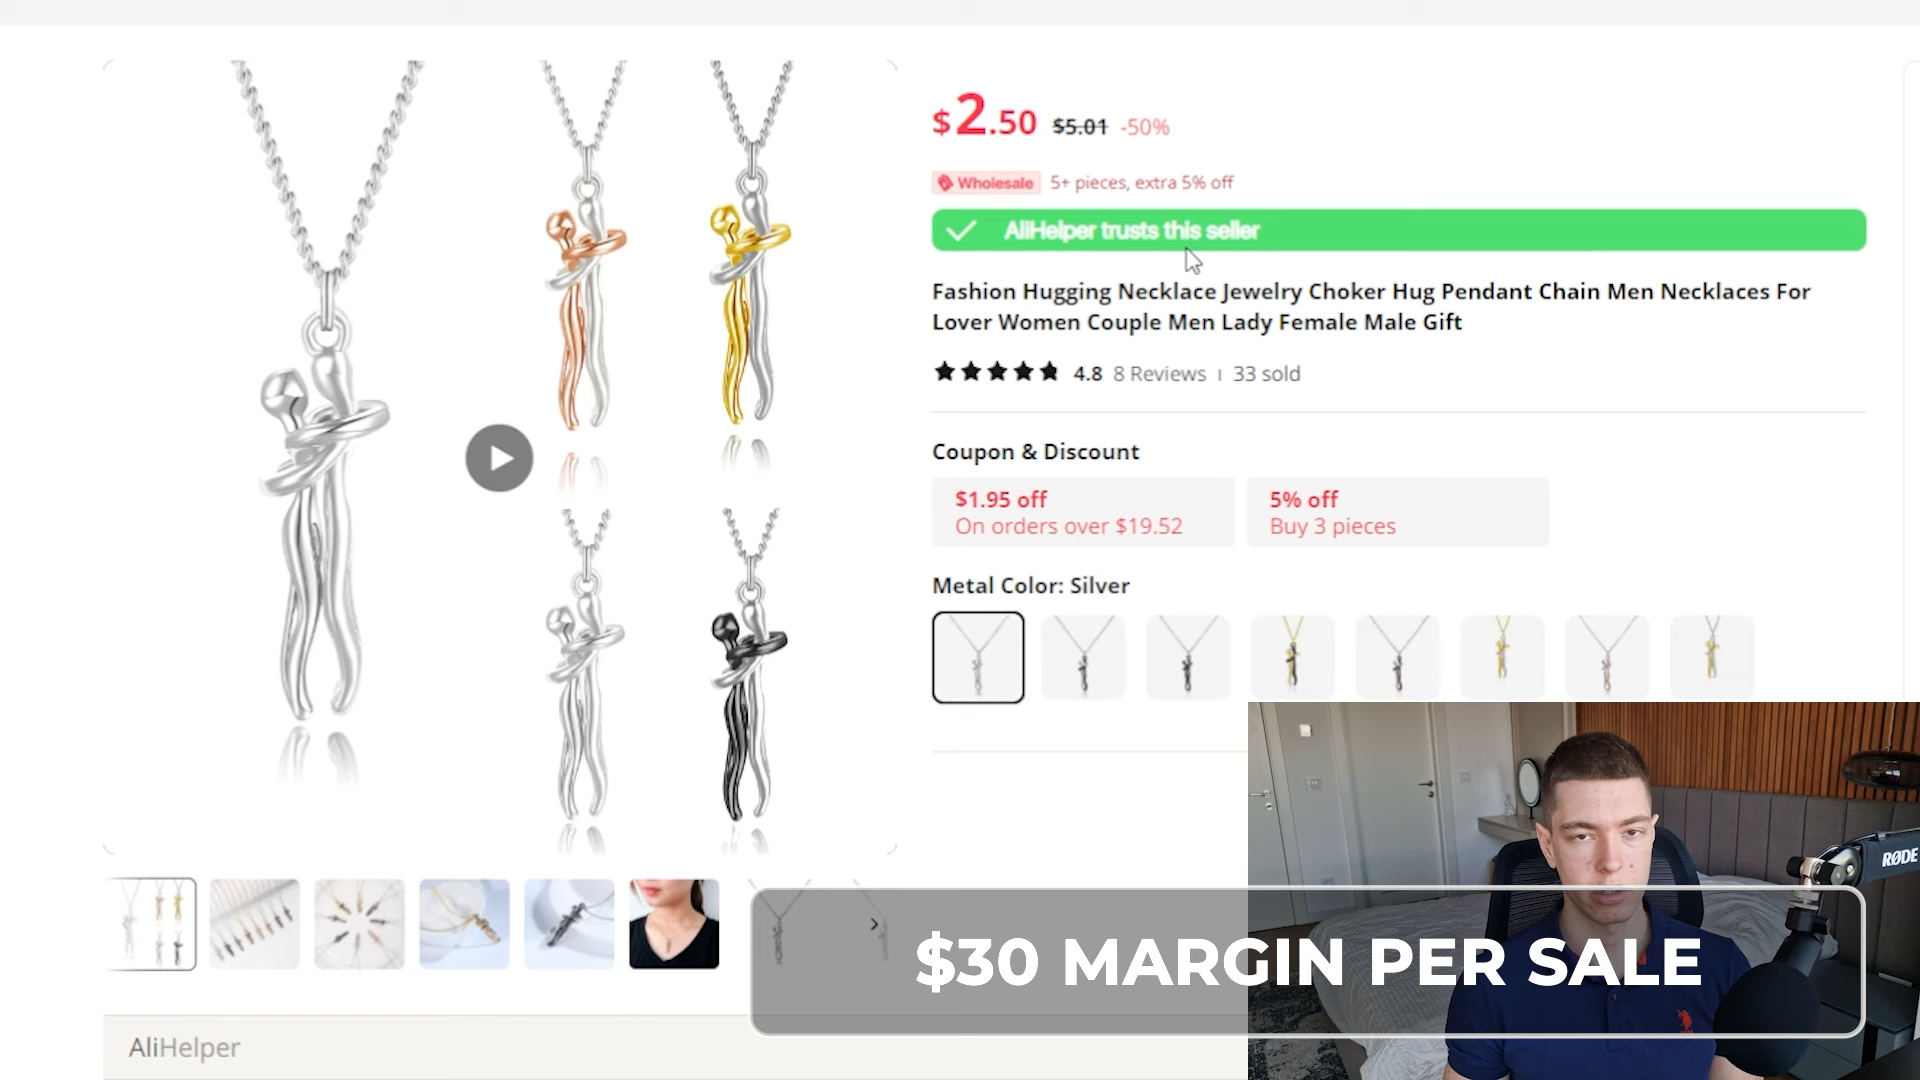 $2.50 $5.01 -50%
Wholesale 5+ pieces, extra 5% off
AliHelper trusts this seller
Fashion Hugging Necklace Jewelry Choker Hug Pendant Chain Men Necklaces For
Lover Women Couple Men Lady Female Male Gift
4.8 8 Reviews 33 sold
Coupon & Discount
$1.95 off
On orders over $19.52
5% off
Buy 3 pieces
Metal Color: Silver
RØDE
$30 MARGIN PER SALE
AliHelper